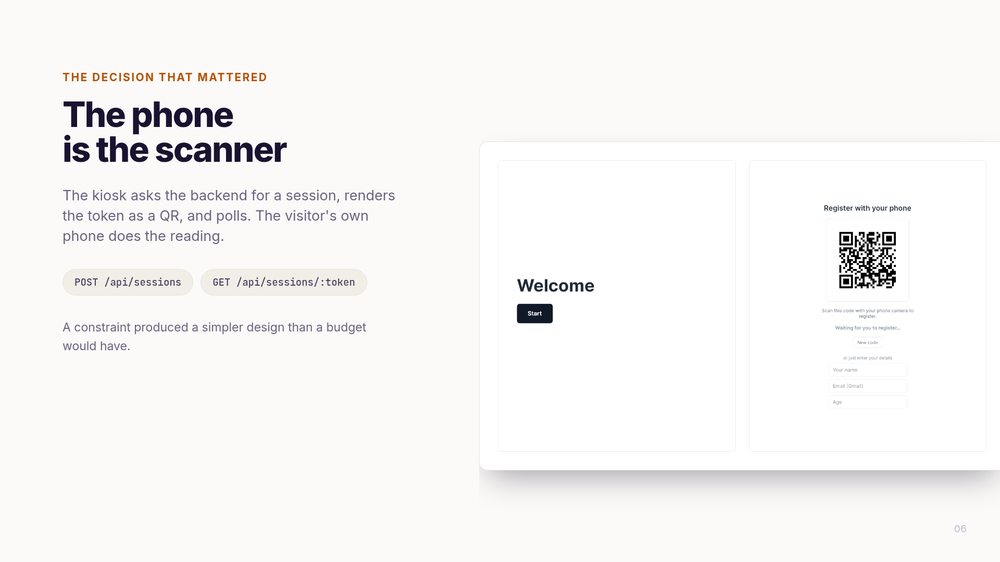 THE DECISION THAT MATTERED
The phone
is the scanner
The kiosk asks the backend for a session, renders
the token as a QR, and polls. The visitor's own
phone does the reading.
POST /api/sessions
GET /api/sessions/:token
A constraint produced a simpler design than a budget
would have.
Welcome
Start
Register with your phone
Scan this code with your phone camera to
register.
Waiting for you to register...
New code
or just enter your details
Your name
Email (Gmail)
Age
06